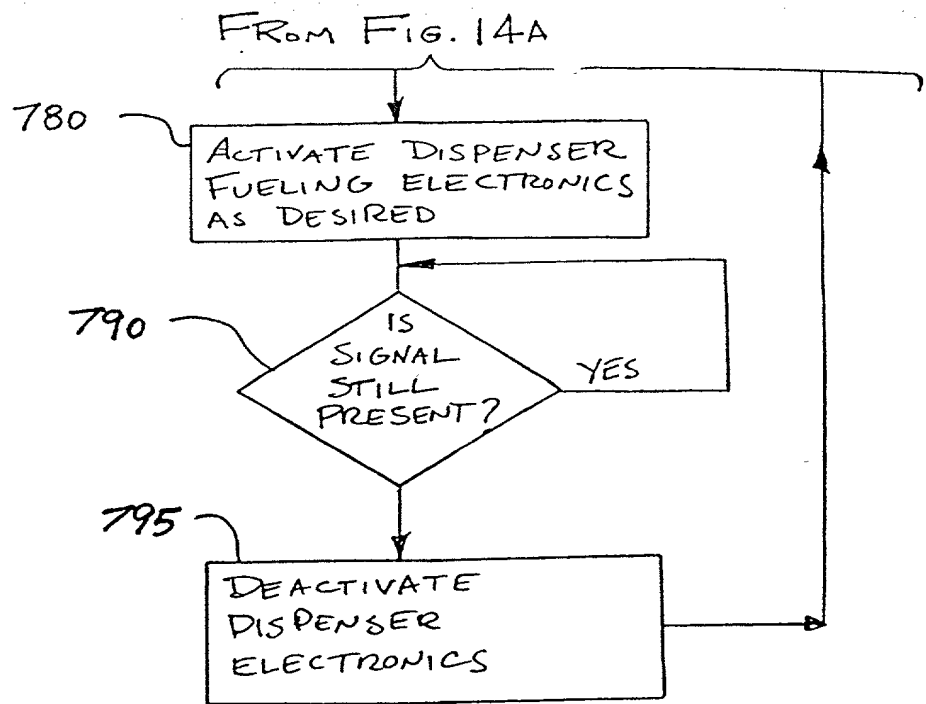 FROM FIG. 14A
780
ACTIVATE DISPENSER
FUELING ELECTRONICS
AS DESIRED
790
IS
SIGNAL
STILL
PRESENT?
YES
795
DEACTIVATE
DISPENSER
ELECTRONICS